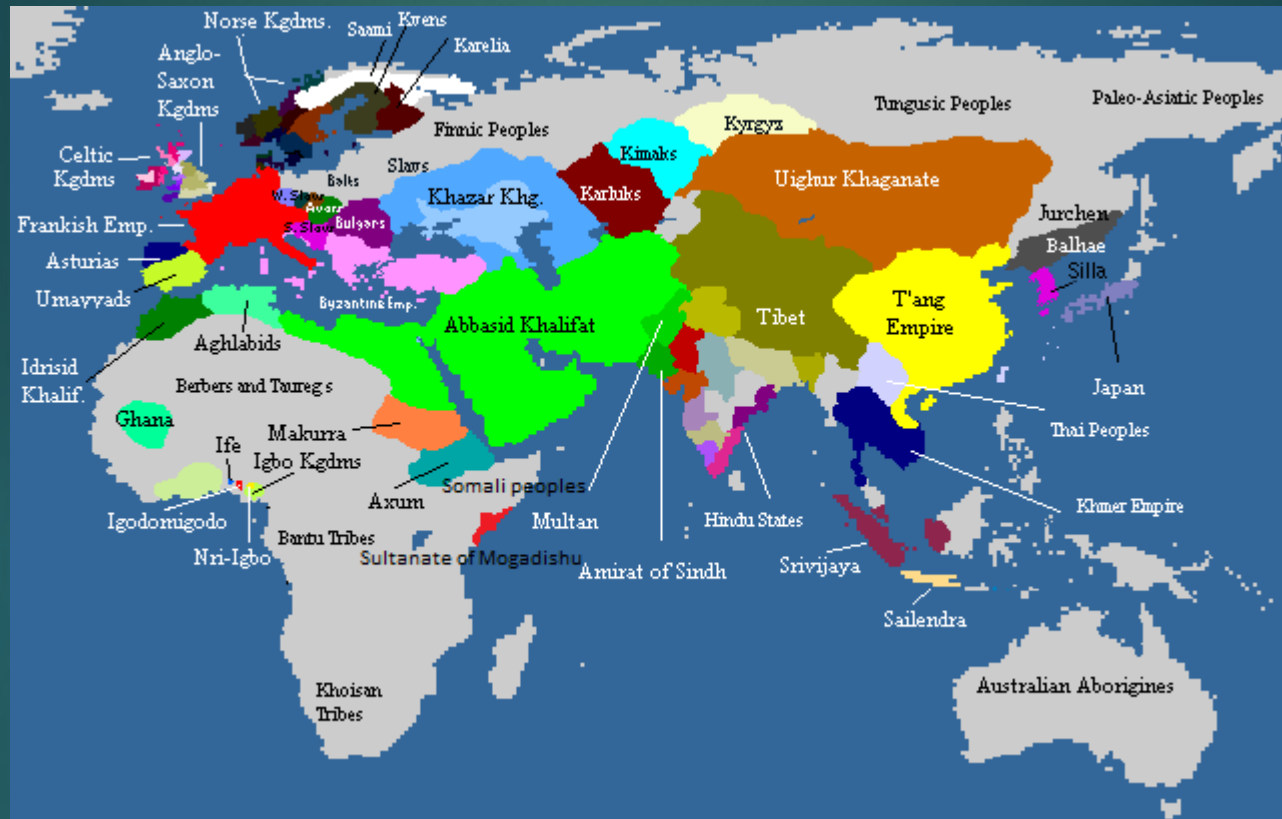 Norse Kgdms.
Saami
Kvens
Karelia
Anglo-
Saxon
Kgdms
Celtic
Kgdms
Frankish Emp.
Asturias
Umayyads
Idrisid
Khalif.
Aghlabids
Finnic Peoples
Slavs
Balts
W. Slavs
Avars
S. Slavs
Bulgars
Khazar Khg.
Byzantine Emp.
Kimaks
Karluks
Kyrgyz
Tungusic Peoples
Paleo-Asiatic Peoples
Uighur Khaganate
Jurchen
Balhae
Silla
Japan
T'ang
Empire
Tibet
Abbasid Khalifat
Berbers and Tauregs
Ghana
Makurra
Ife
Igbo Kgdms
Axum
Igodomigodo
Nri-Igbo
Bantu Tribes
Somali peoples
Sultanate of Mogadishu
Multan
Amirat of Sindh
Hindu States
Thai Peoples
Khmer Empire
Srivijaya
Sailendra
Khoisan
Tribes
Australian Aborigines